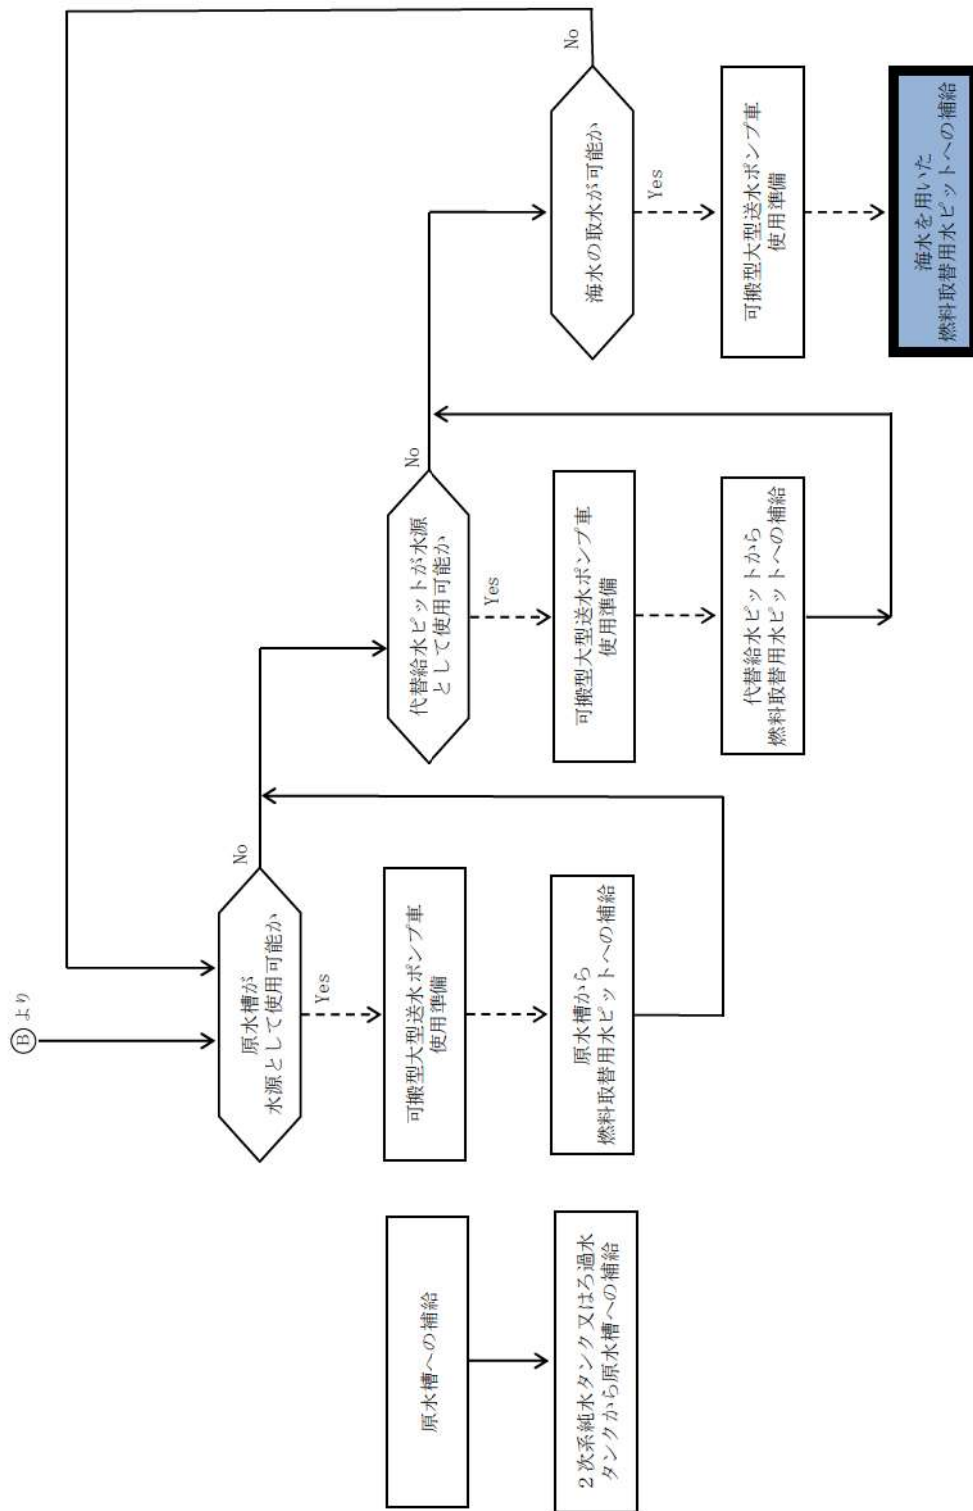 Ⓑより
原水槽への補給
2次系純水タンク又はろ過水
タンクから原水槽への補給
原水槽が
水源として使用可能か
No
Yes
可搬型大型送水ポンプ車
使用準備
原水槽から
燃料取替用水ピットへの補給
代替給水ピットが水源
として使用可能か
No
Yes
可搬型大型送水ポンプ車
使用準備
代替給水ピットから
燃料取替用水ピットへの補給
海水の取水が可能か
No
Yes
可搬型大型送水ポンプ車
使用準備
海水を用いた
燃料取替用水ピットへの補給